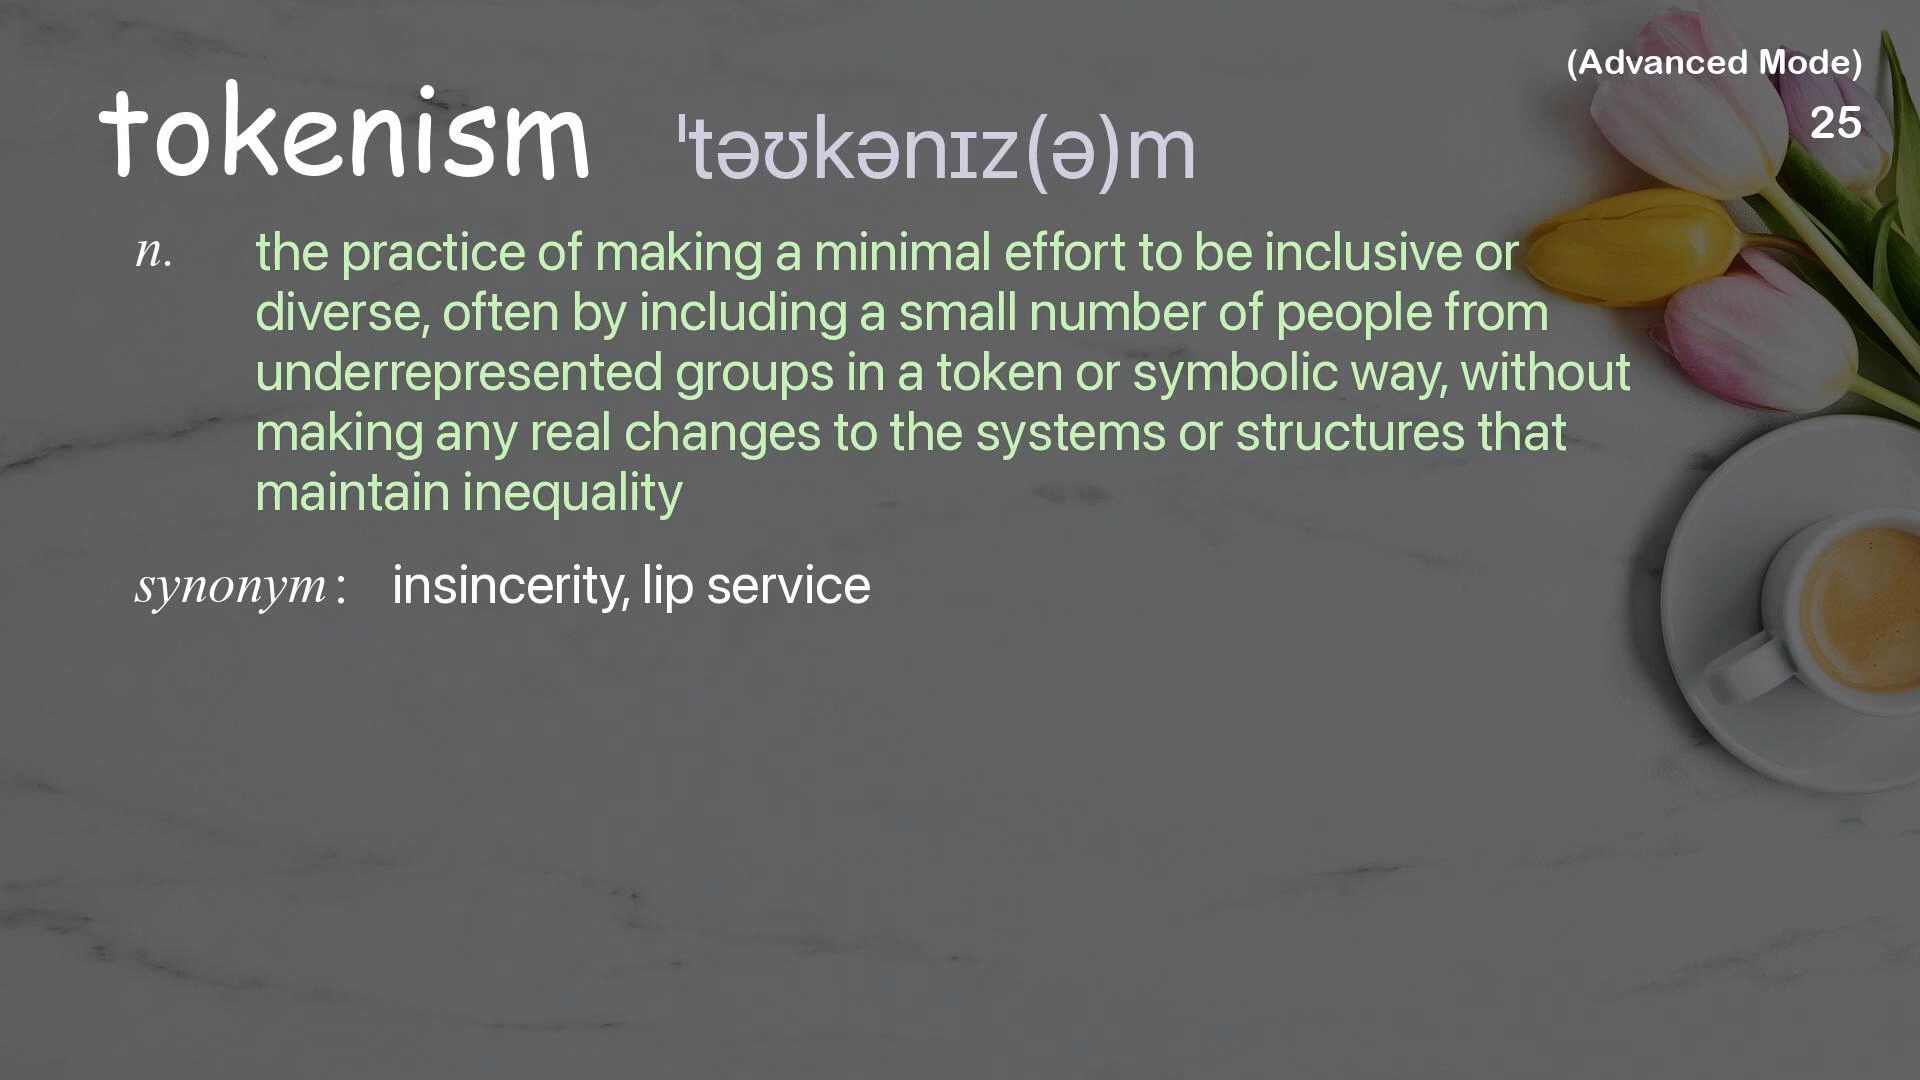 (Advanced Mode)
tokenism ˈtəʊkənɪz(ə)m
25
n. the practice of making a minimal effort to be inclusive or
diverse, often by including a small number of people from
underrepresented groups in a token or symbolic way, without
making any real changes to the systems or structures that
maintain inequality
synonym: insincerity, lip service